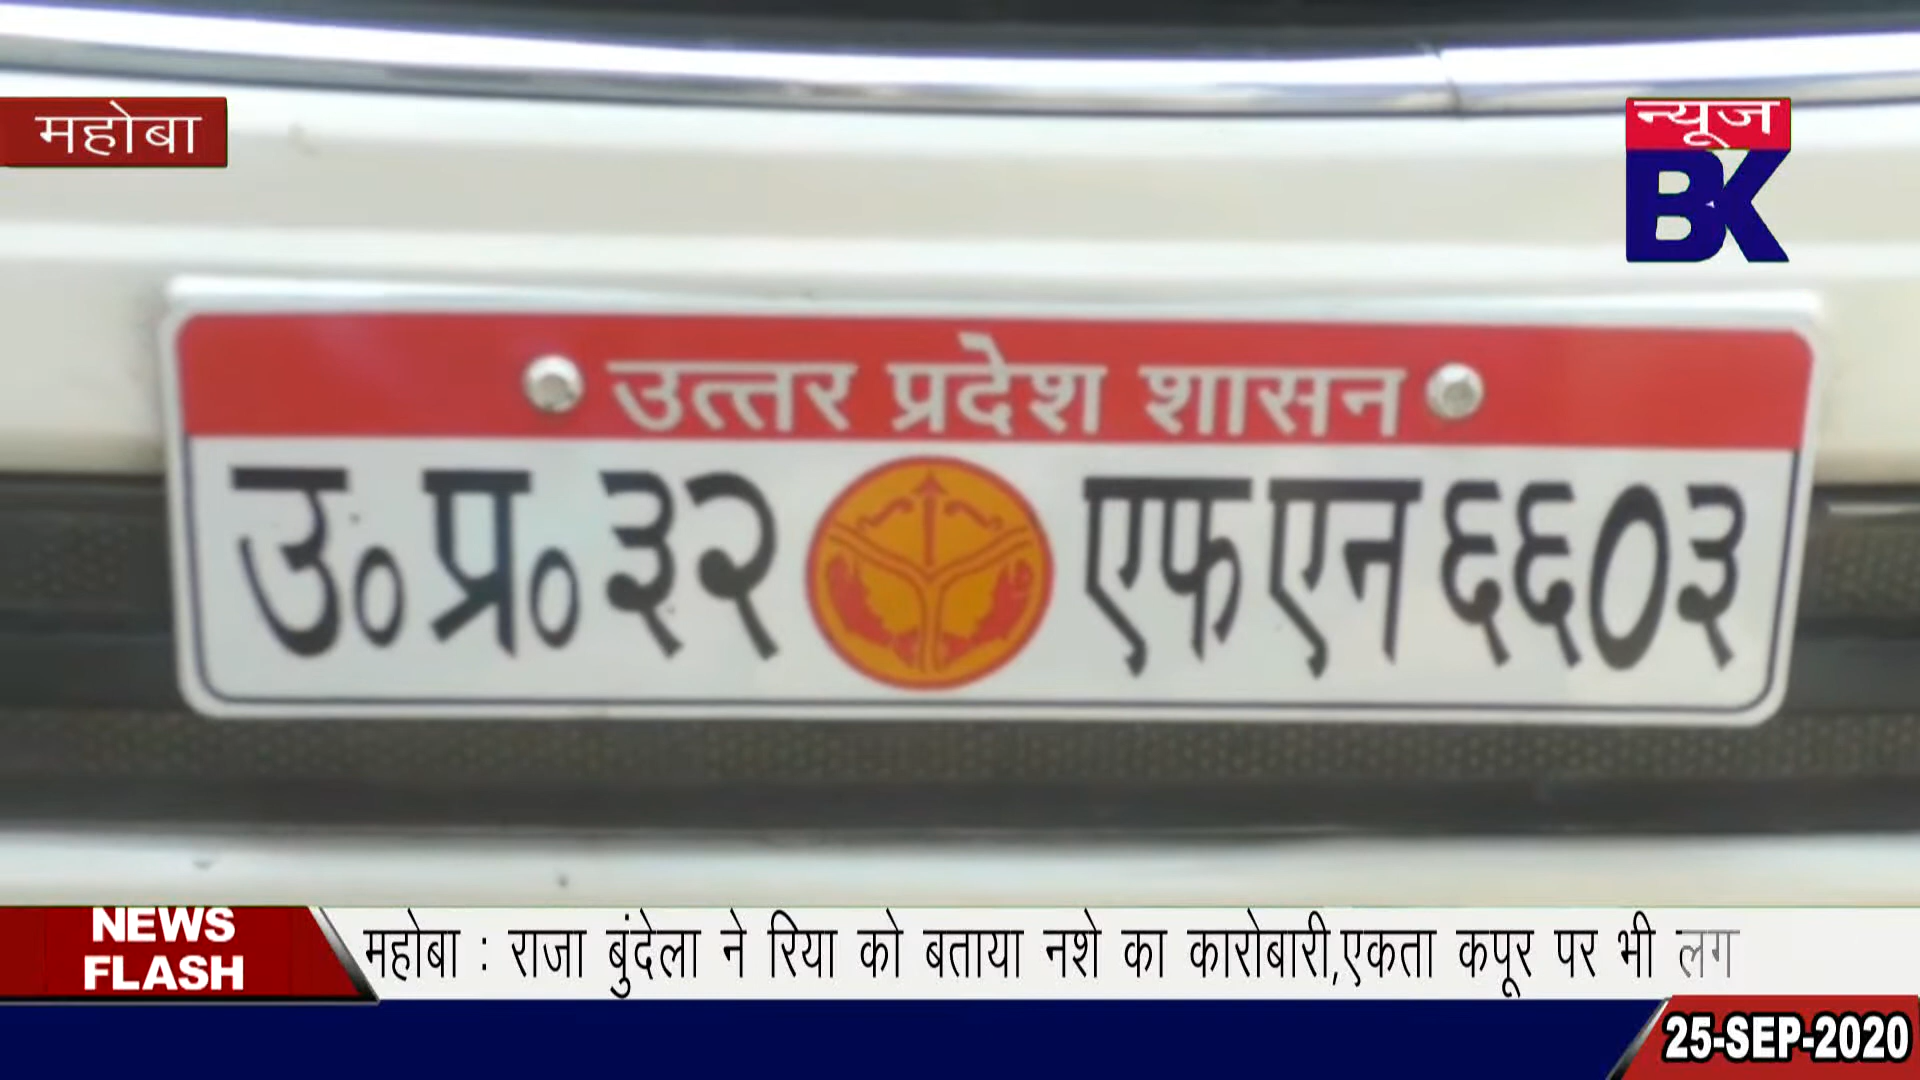 महोबा
न्यूज
BK
उत्तर प्रदेश शासन
उ० प्र० ३२ एफ एन ६६०३
NEWS
FLASH
महोबा : राजा बुंदेला ने रिया को बताया नशे का कारोबारी,एकता कपूर पर भी लग
25-SEP-2020